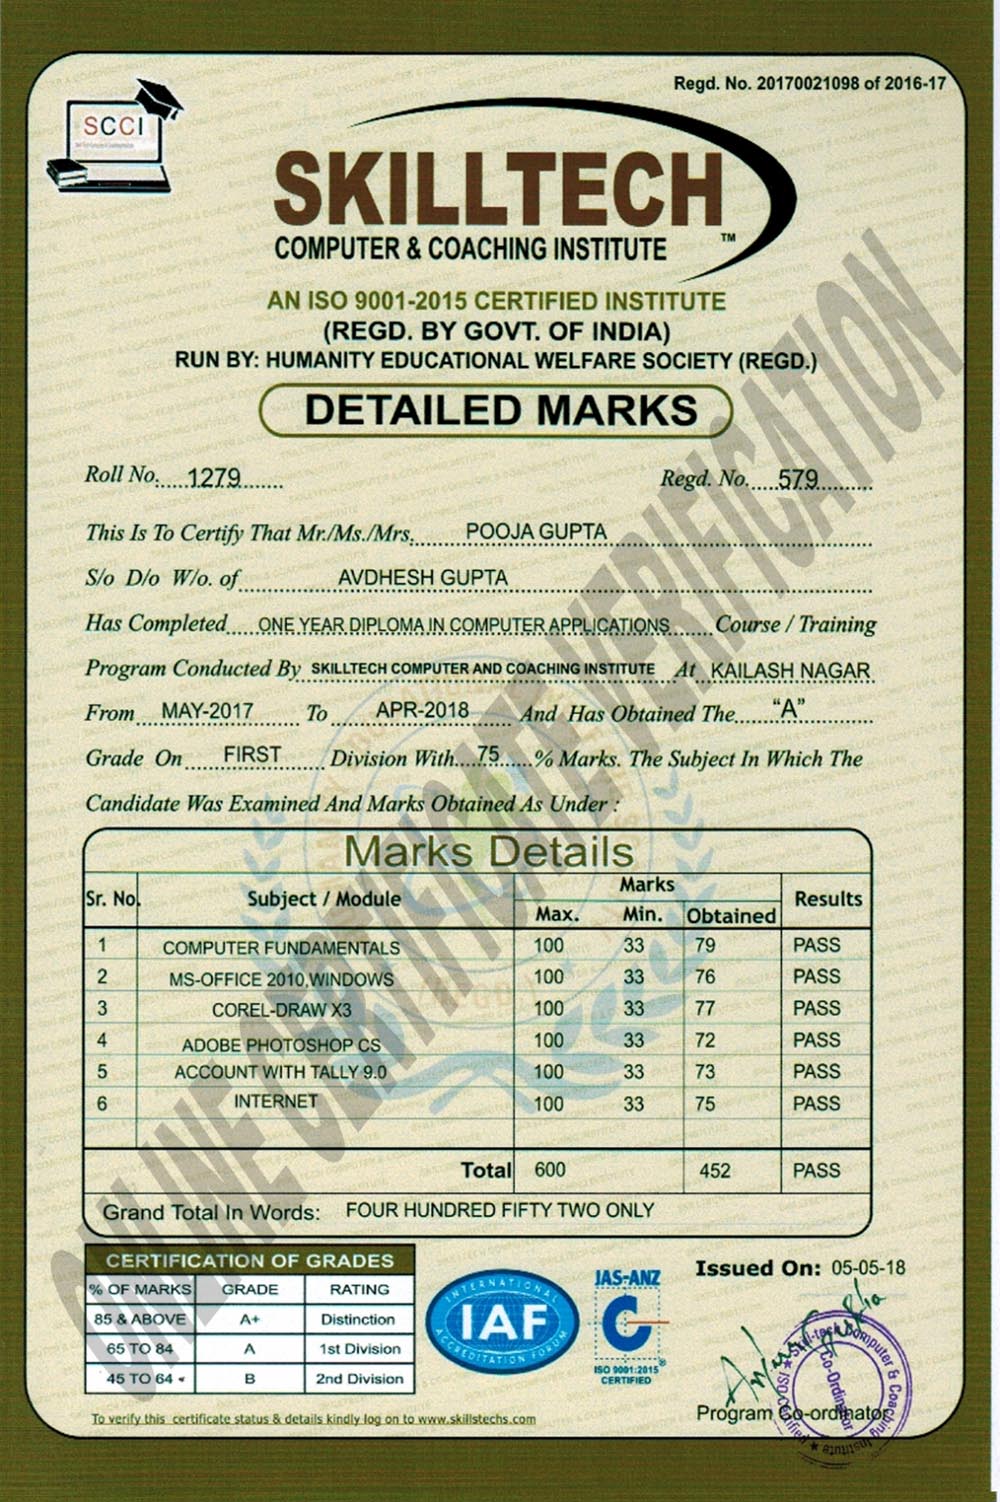 Regd. No. 20170021098 of 2016-17
SCCI
SKILLTECH
TM
COMPUTER & COACHING INSTITUTE
AN ISO 9001-2015 CERTIFIED INSTITUTE
(REGD. BY GOVT. OF INDIA)
RUN BY: HUMANITY EDUCATIONAL WELFARE SOCIETY (REGD.)
DETAILED MARKS
Roll No. 1279 Regd. No. 579
This Is To Certify That Mr./Ms./Mrs. POOJA GUPTA
S/o D/o W/o. of AVDHESH GUPTA
Has Completed ONE YEAR DIPLOMA IN COMPUTER APPLICATIONS Course / Training
Program Conducted By SKILLTECH COMPUTER AND COACHING INSTITUTE At KAILASH NAGAR
From MAY-2017 To APR-2018 And Has Obtained The "A"
Grade On FIRST Division With 75 % Marks. The Subject In Which The
Candidate Was Examined And Marks Obtained As Under :
Marks Details
Sr. No. Subject / Module Marks Results
Max. Min. Obtained
1 COMPUTER FUNDAMENTALS 100 33 79 PASS
2 MS-OFFICE 2010,WINDOWS 100 33 76 PASS
3 COREL-DRAW X3 100 33 77 PASS
4 ADOBE PHOTOSHOP CS 100 33 72 PASS
5 ACCOUNT WITH TALLY 9.0 100 33 73 PASS
6 INTERNET 100 33 75 PASS
Total 600 452 PASS
Grand Total In Words: FOUR HUNDRED FIFTY TWO ONLY
CERTIFICATION OF GRADES
% OF MARKS GRADE RATING
85 & ABOVE A+ Distinction
65 TO 84 A 1st Division
45 TO 64 B 2nd Division
INTERNATIONAL
IAF
ACCREDITATION FORUM
JAS-ANZ
C
ISO 9001:2015
CERTIFIED
Issued On: 05-05-18
Program Co-ordinator
Skill-tech Computer & Coaching Institute
Co-Ordinator
ISO Certified
To verify this certificate status & details kindly log on to www.skillstechs.com
ONLINE CERTIFICATE VERIFICATION